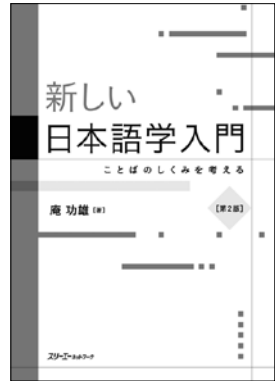 新しい
日本語学入門
ことばのしくみを考える
庵 功雄[著]
[第2版]
スリーエーネットワーク